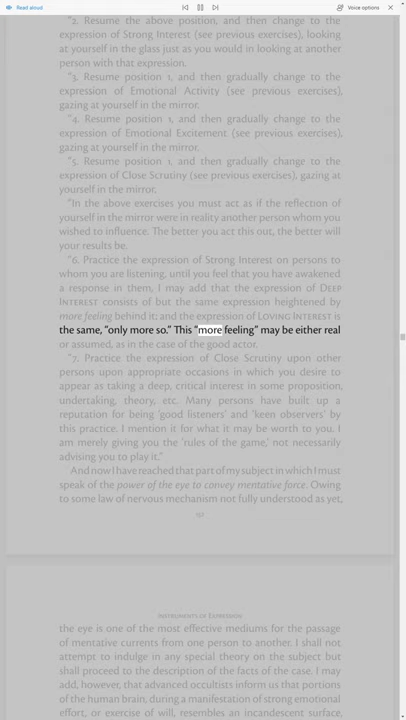 Read aloud
Voice options
"2. Resume the above position, and then change to the
expression of Strong Interest (see previous exercises), looking
at yourself in the glass just as you would in looking at another
person with that expression.
"3. Resume position 1, and then gradually change to the
expression of Emotional Activity (see previous exercises),
gazing at yourself in the mirror.
"4. Resume position 1, and then gradually change to the
expression of Emotional Excitement (see previous exercises),
gazing at yourself in the mirror.
"5. Resume position 1, and then gradually change to the
expression of Close Scrutiny (see previous exercises), gazing at
yourself in the mirror.
"In the above exercises you must act as if the reflection of
yourself in the mirror were in reality another person whom you
wished to influence. The better you act this out, the better will
your results be.
"6. Practice the expression of Strong Interest on persons to
whom you are listening, until you feel that you have awakened
a response in them, I may add that the expression of Deep
Interest consists of but the same expression heightened by
more feeling behind it; and the expression of Loving Interest is
the same, "only more so." This "more feeling" may be either real
or assumed, as in the case of the good actor.
"7. Practice the expression of Close Scrutiny upon other
persons upon appropriate occasions in which you desire to
appear as taking a deep, critical interest in some proposition,
undertaking, theory, etc. Many persons have built up a
reputation for being 'good listeners' and 'keen observers' by
this practice. I mention it for what it may be worth to you. I
am merely giving you the 'rules of the game,' not necessarily
advising you to play it."
And now I have reached that part of my subject in which I must
speak of the power of the eye to convey mentative force. Owing
to some law of nervous mechanism not fully understood as yet,
Instruments of Expression
the eye is one of the most effective mediums for the passage
of mentative currents from one person to another. I shall not
attempt to indulge in any special theory on the subject but
shall proceed to the description of the facts of the case. I may
add, however, that advanced occultists inform us that portions
of the human brain, during a manifestation of strong emotional
effort, or exercise of will, resembles an incandescent surface,